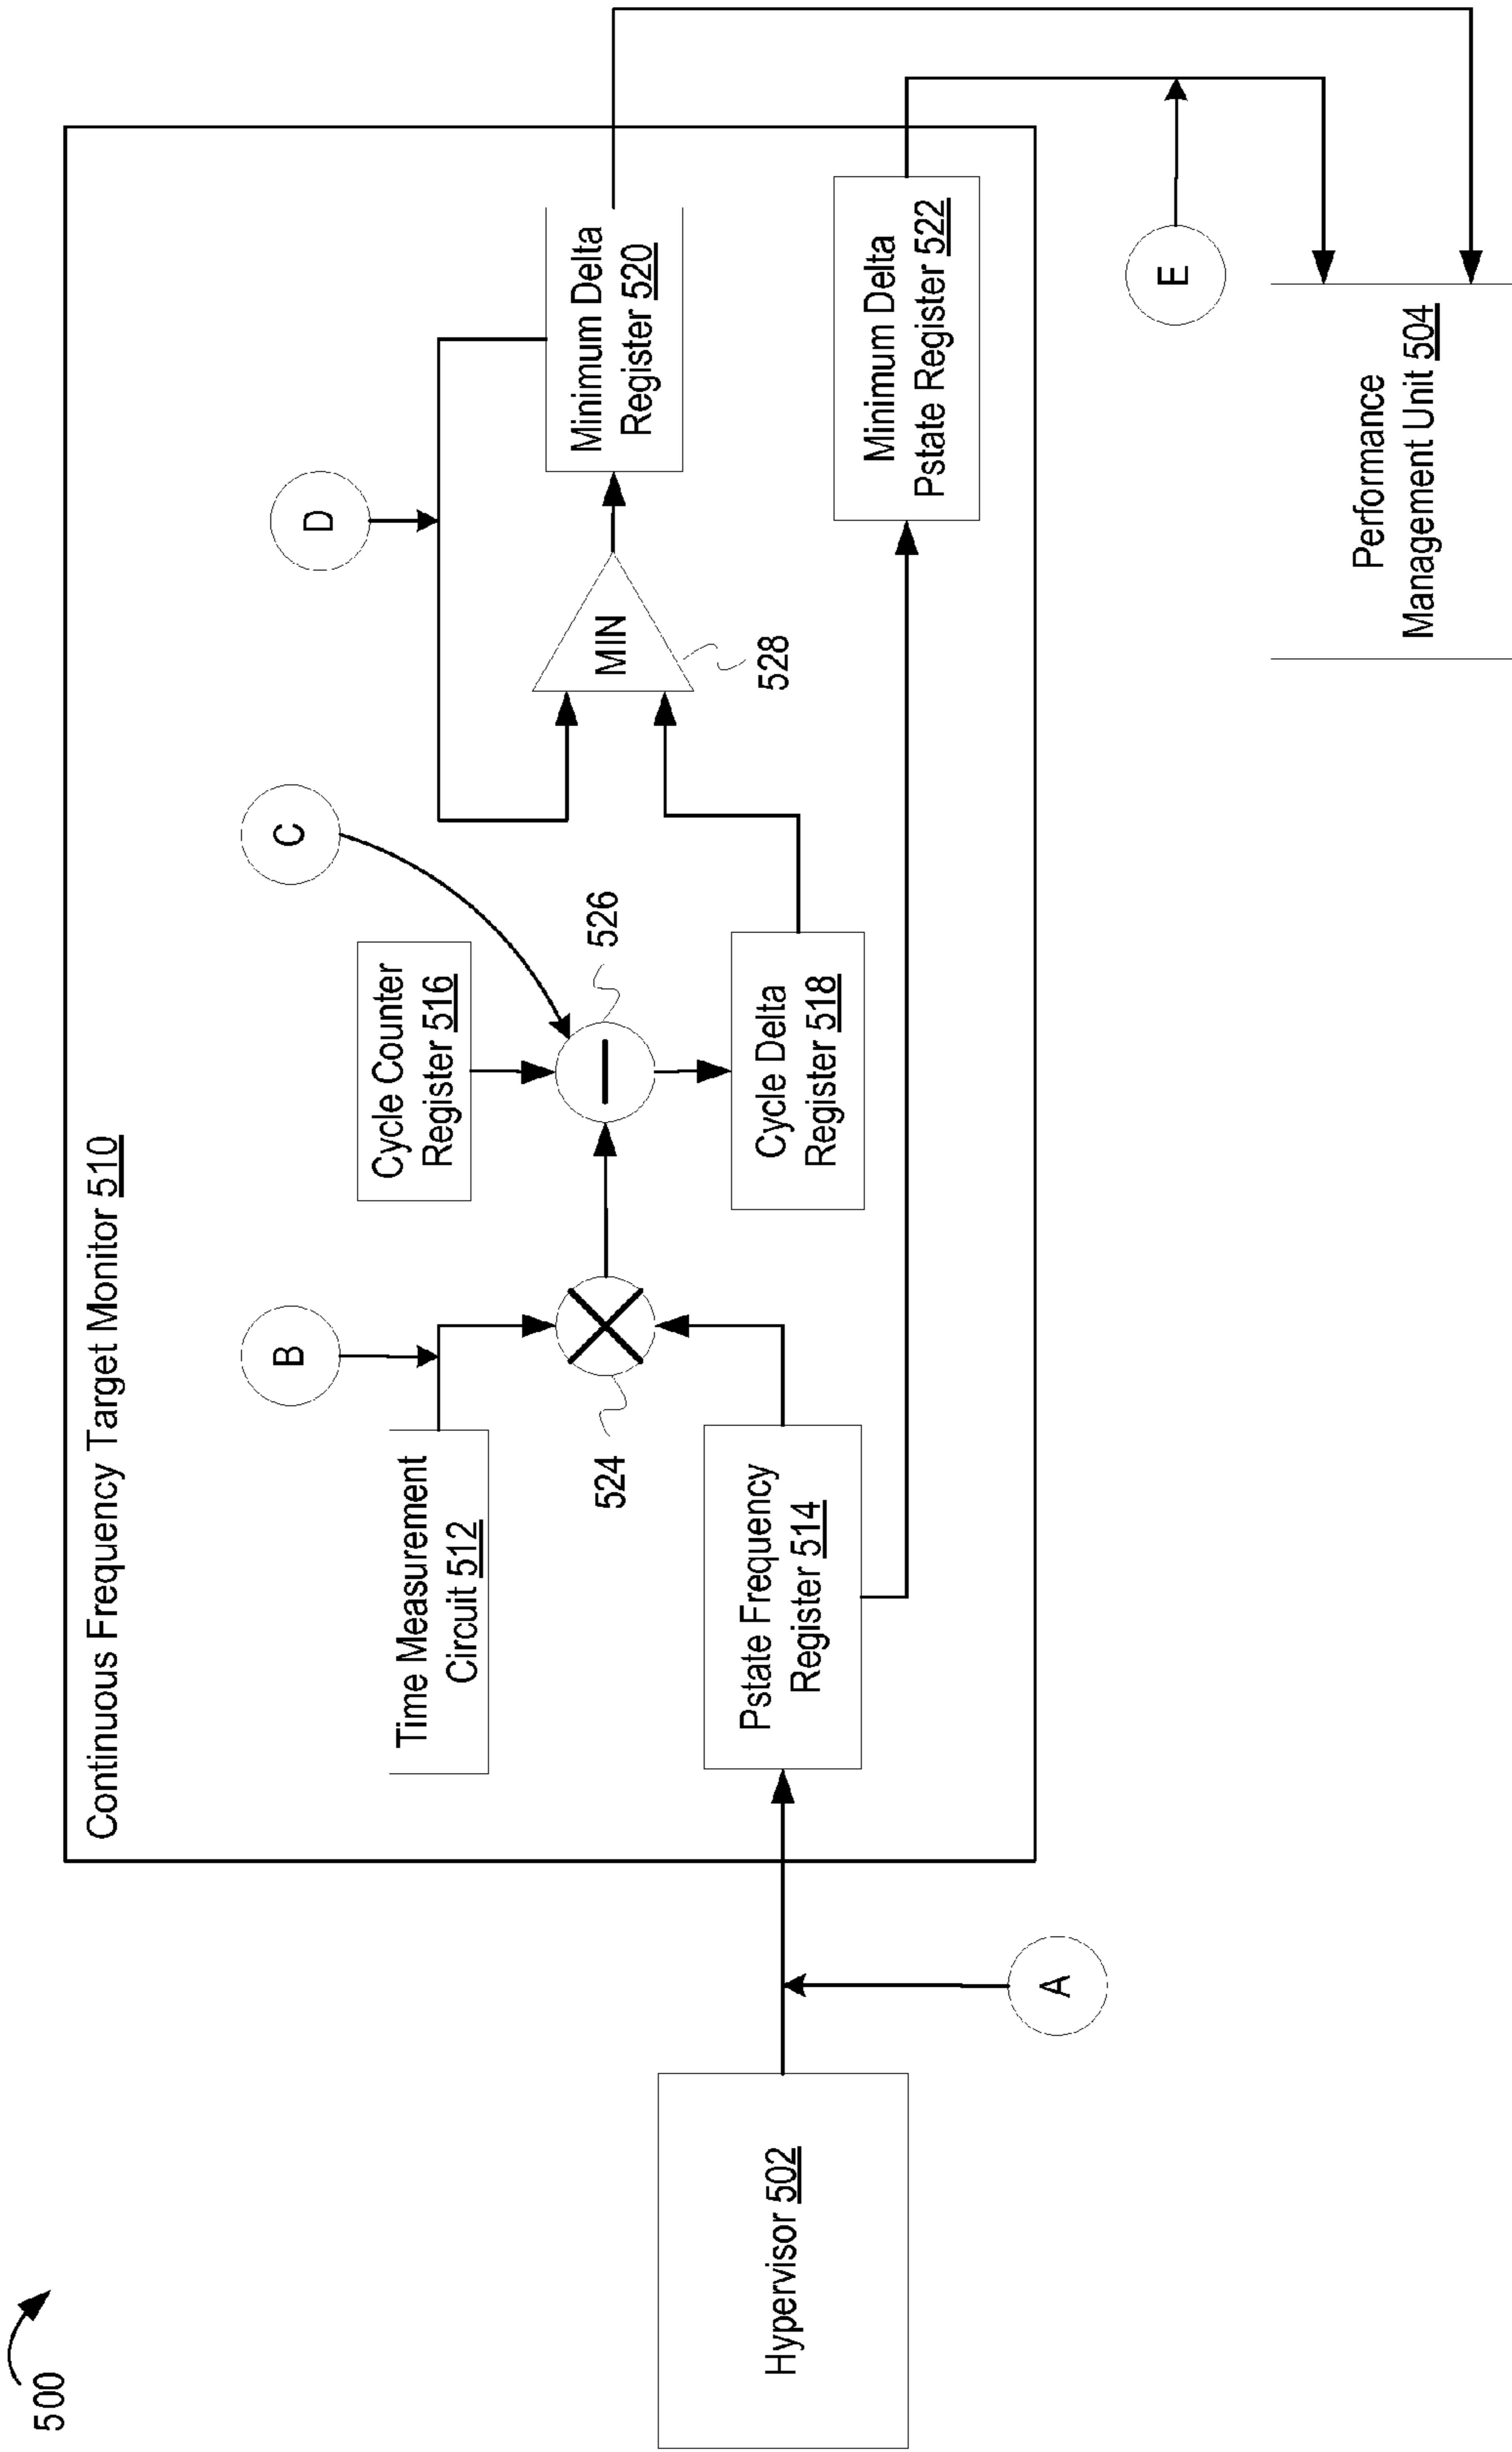 500
Continuous Frequency Target Monitor 510
Hypervisor 502
A
Time Measurement
Circuit 512
B
Pstate Frequency
Register 514
524
Cycle Counter
Register 516
C
526
Cycle Delta
Register 518
D
MIN
528
Minimum Delta
Register 520
Minimum Delta
Pstate Register 522
E
Performance
Management Unit 504